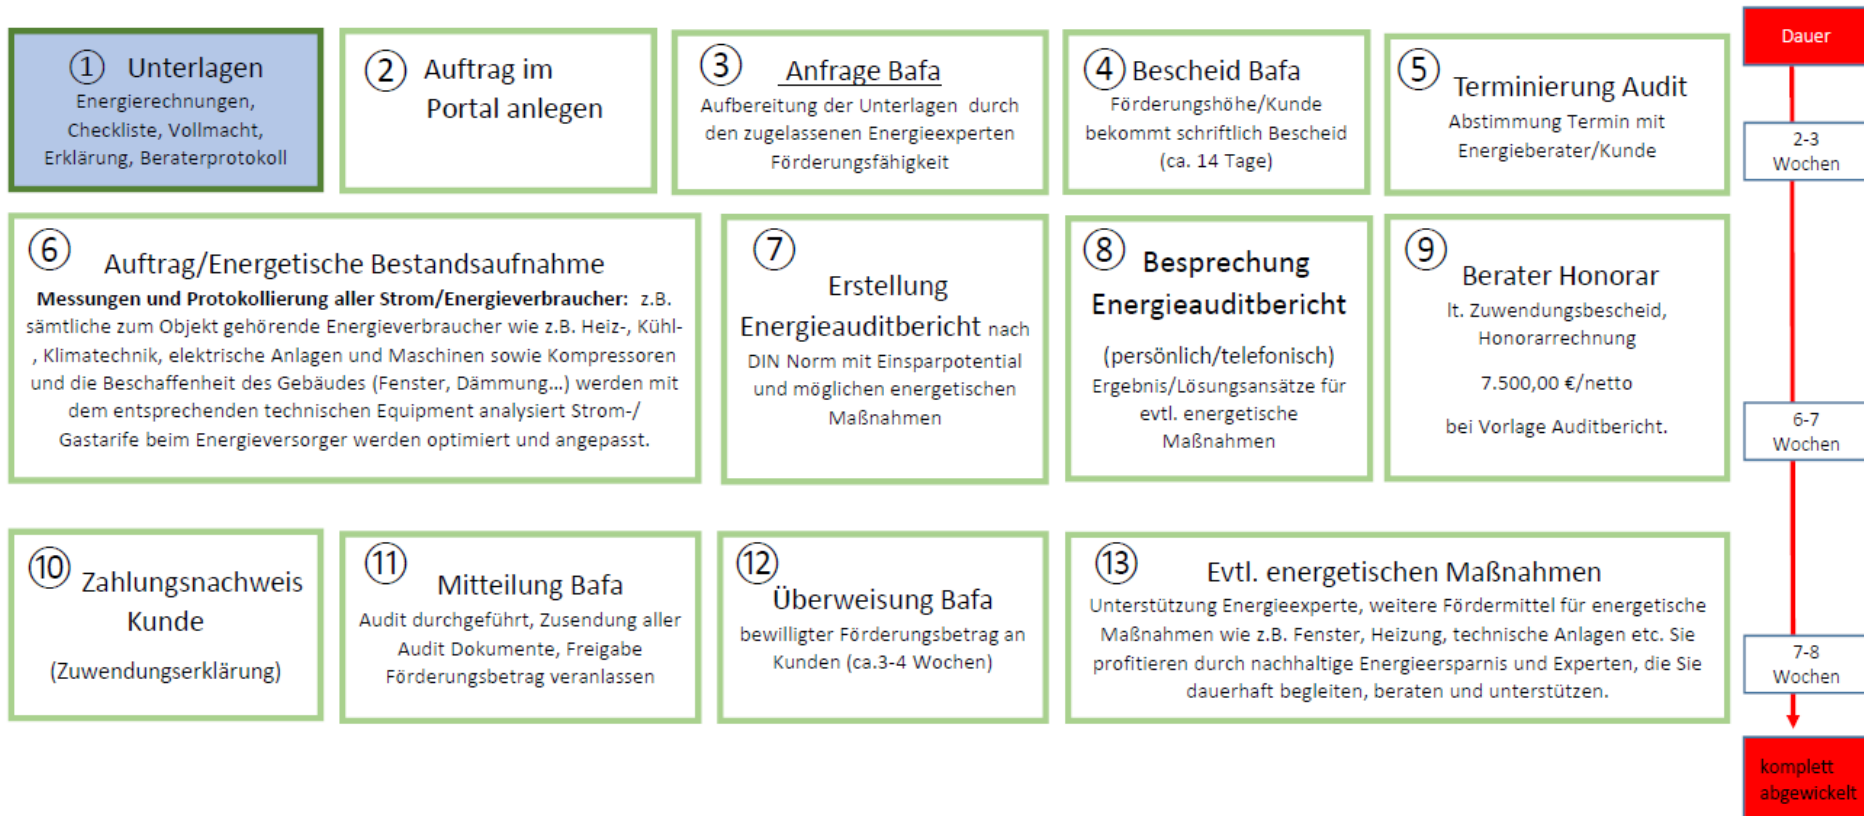 ① Unterlagen
Energierechnungen,
Checkliste, Vollmacht,
Erklärung, Beraterprotokoll
② Auftrag im
Portal anlegen
③ Anfrage Bafa
Aufbereitung der Unterlagen durch
den zugelassenen Energieexperten
Förderungsfähigkeit
④ Bescheid Bafa
Förderungshöhe/Kunde
bekommt schriftlich Bescheid
(ca. 14 Tage)
⑤ Terminierung Audit
Abstimmung Termin mit
Energieberater/Kunde
Dauer
2-3
Wochen
⑥ Auftrag/Energetische Bestandsaufnahme
Messungen und Protokollierung aller Strom/Energieverbraucher: z.B.
sämtliche zum Objekt gehörende Energieverbraucher wie z.B. Heiz-, Kühl-
, Klimatechnik, elektrische Anlagen und Maschinen sowie Kompressoren
und die Beschaffenheit des Gebäudes (Fenster, Dämmung...) werden mit
dem entsprechenden technischen Equipment analysiert Strom-/
Gastarife beim Energieversorger werden optimiert und angepasst.
⑦ Erstellung
Energieauditbericht nach
DIN Norm mit Einsparpotential
und möglichen energetischen
Maßnahmen
⑧ Besprechung
Energieauditbericht
(persönlich/telefonisch)
Ergebnis/Lösungsansätze für
evtl. energetische
Maßnahmen
⑨ Berater Honorar
lt. Zuwendungsbescheid,
Honorarrechnung
7.500,00 €/netto
bei Vorlage Auditbericht.
6-7
Wochen
⑩ Zahlungsnachweis
Kunde
(Zuwendungserklärung)
⑪ Mitteilung Bafa
Audit durchgeführt, Zusendung aller
Audit Dokumente, Freigabe
Förderungsbetrag veranlassen
⑫ Überweisung Bafa
bewilligter Förderungsbetrag an
Kunden (ca.3-4 Wochen)
⑬ Evtl. energetischen Maßnahmen
Unterstützung Energieexperte, weitere Fördermittel für energetische
Maßnahmen wie z.B. Fenster, Heizung, technische Anlagen etc. Sie
profitieren durch nachhaltige Energieersparnis und Experten, die Sie
dauerhaft begleiten, beraten und unterstützen.
7-8
Wochen
komplett
abgewickelt